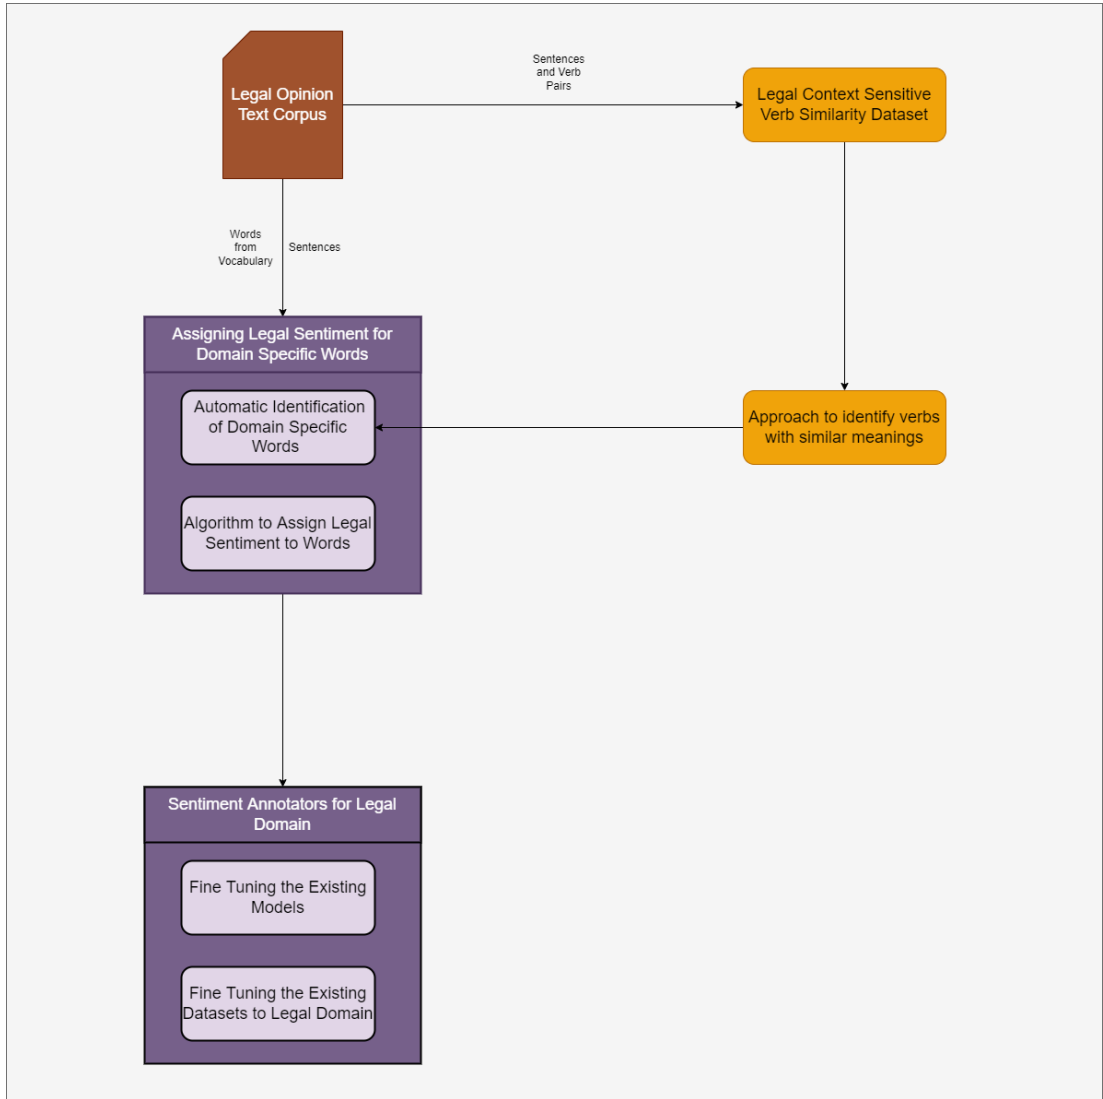 Sentences
and Verb
Pairs
Legal Opinion
Text Corpus
Legal Context Sensitive
Verb Similarity Dataset
Words
from
Vocabulary
Sentences
Assigning Legal Sentiment for
Domain Specific Words
Automatic Identification
of Domain Specific
Words
Approach to identify verbs
with similar meanings
Algorithm to Assign Legal
Sentiment to Words
Sentiment Annotators for Legal
Domain
Fine Tuning the Existing
Models
Fine Tuning the Existing
Datasets to Legal Domain